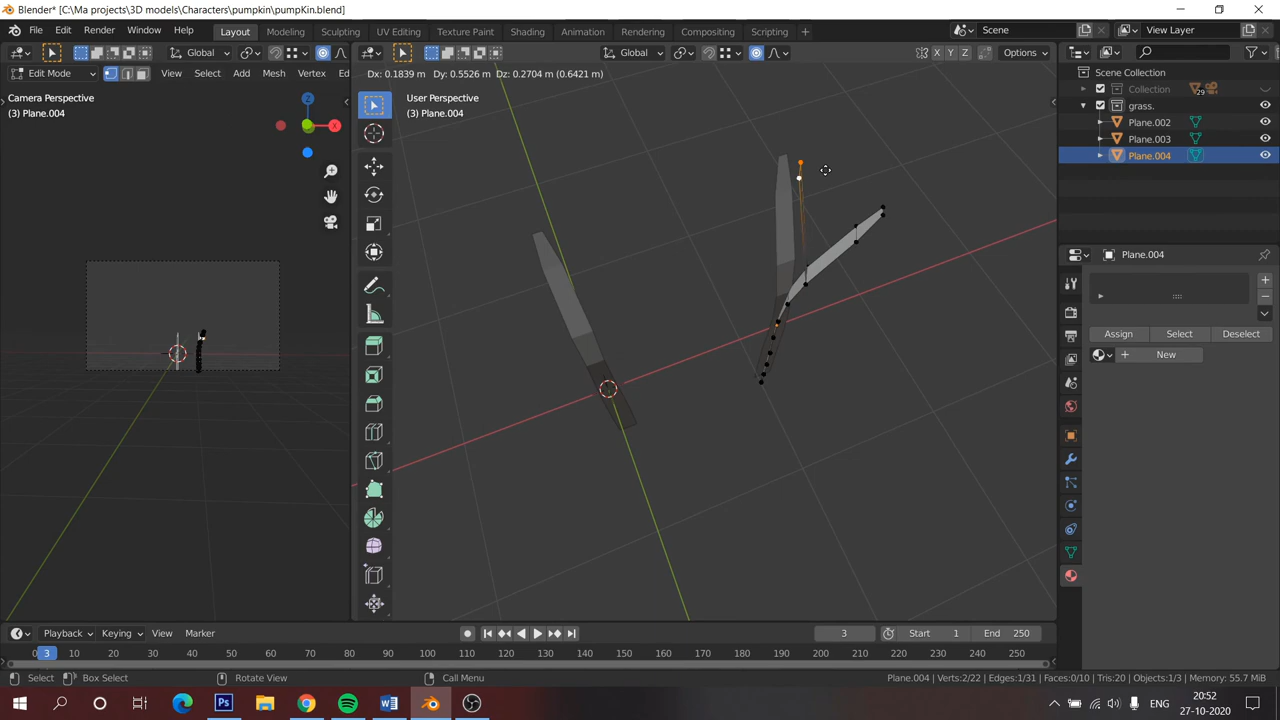 Blender* [C:\Ma projects\3D models\Characters\pumpkin\pumpKin.blend]
File Edit Render Window Help Layout Modeling Sculpting UV Editing Texture Paint Shading Animation Rendering Compositing Scripting + Scene View Layer
Global Global X Y Z Options
Edit Mode View Select Add Mesh Vertex Ed Dx: 0.1839 m Dy: 0.5526 m Dz: 0.2704 m (0.6421 m)
Scene Collection
Collection 29
grass.
Plane.002
Plane.003
Plane.004
Camera Perspective
(3) Plane.004
Z
X
User Perspective
(3) Plane.004
Plane.004
Assign Select Deselect
New
Playback Keying View Marker 3 Start 1 End 250
0 3 10 20 30 40 50 60 70 80 90 100 110 120 130 140 150 160 170 180 190 200 210 220 230 240 250
Select Box Select Rotate View Call Menu Plane.004 | Verts:2/22 | Edges:1/31 | Faces:0/10 | Tris:20 | Objects:1/3 | Memory: 55.7 MiB
ENG 20:52
27-10-2020